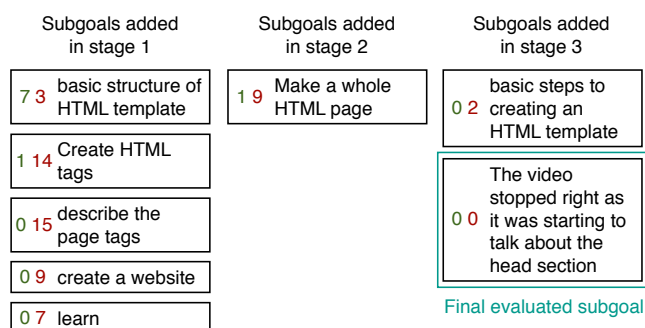 Subgoals added
in stage 1
7 3 basic structure of
HTML template
1 14 Create HTML
tags
0 15 describe the
page tags
0 9 create a website
0 7 learn
Subgoals added
in stage 2
1 9 Make a whole
HTML page
Subgoals added
in stage 3
basic steps to
0 2 creating an
HTML template
The video
stopped right as
0 0 it was starting to
talk about the
head section
Final evaluated subgoal